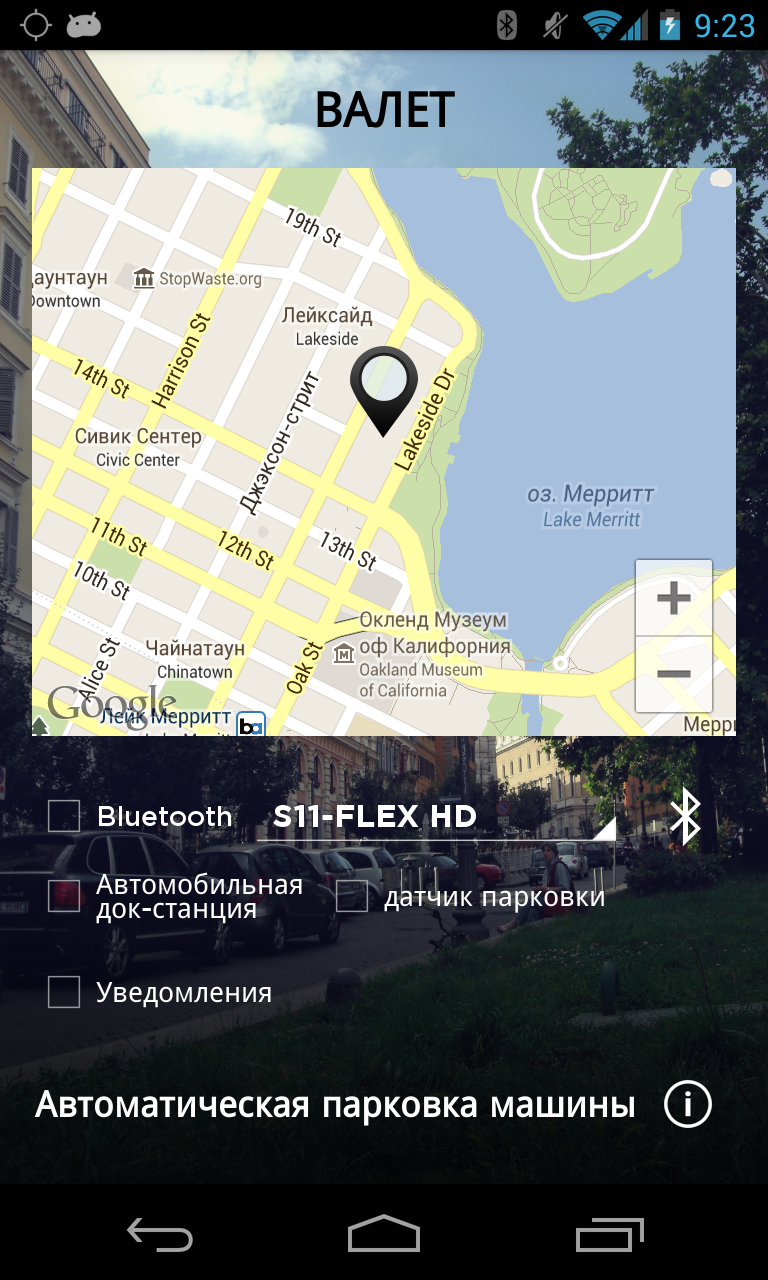 9:23
ВАЛЕТ
19th St
даунтаун
Downtown
StopWaste.org
Лейксайд
Lakeside
Harrison St
14th St
Lakeside Dr
Джэксон-стрит
Сивик Сентер
Civic Center
оз. Мерритт
Lake Merritt
11th St
12th St
13th St
10th St
Окленд Музеум
оф Калифорния
Oakland Museum
of California
Чайнатаун
Chinatown
Alice St
Oak St
Google
Лейк Мерритт
ba
Мерри
+
−
Bluetooth
S11-FLEX HD
Автомобильная
док-станция
датчик парковки
Уведомления
Автоматическая парковка машины
i